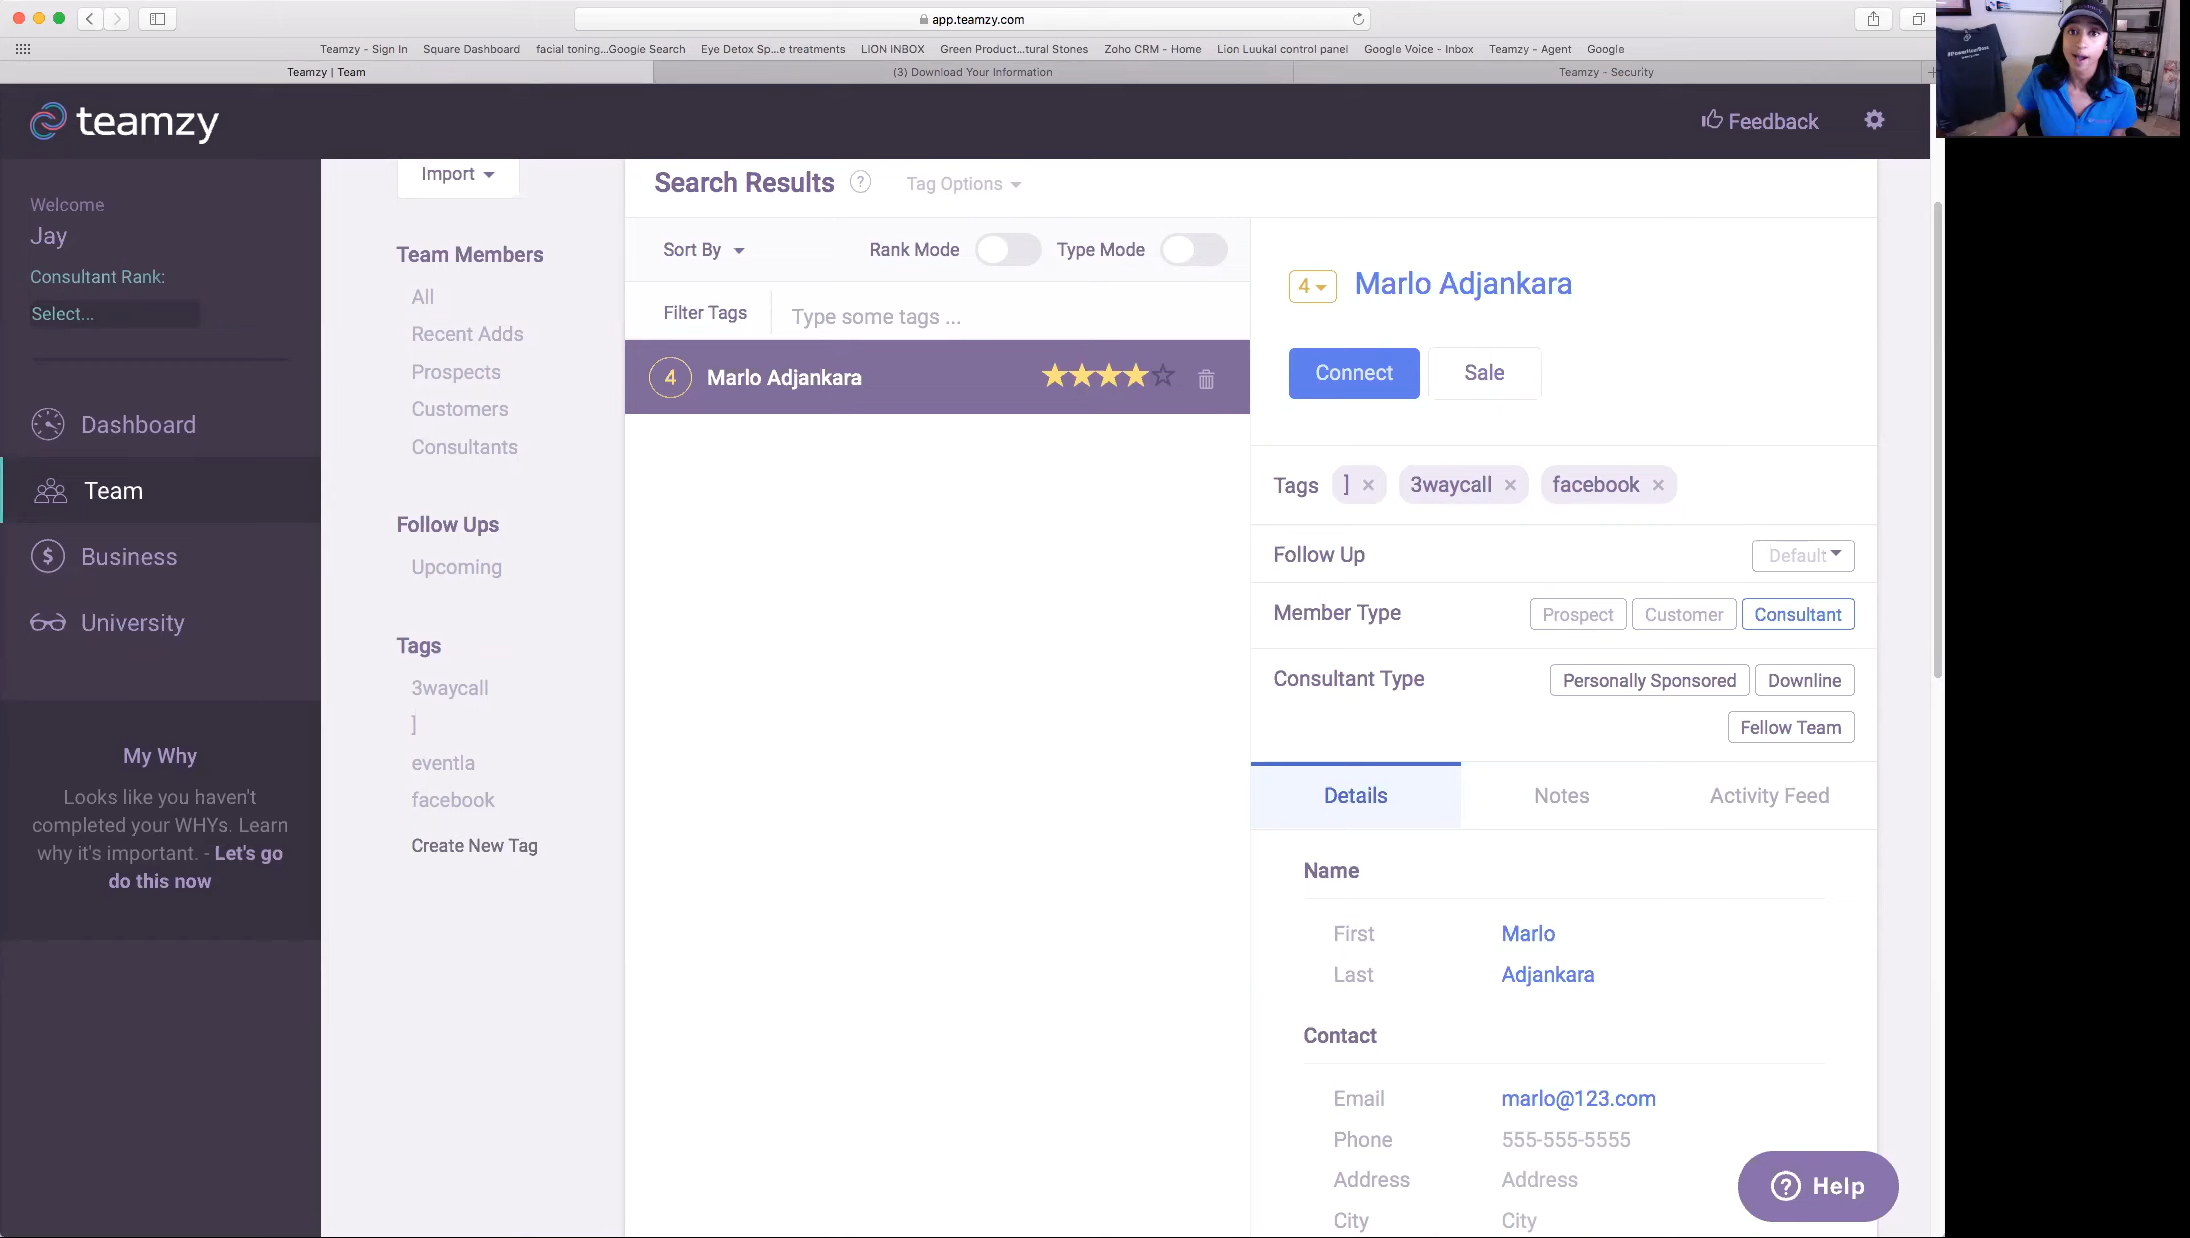 app.teamzy.com
Teamzy - Sign In Square Dashboard facial toning...Google Search Eye Detox Sp...e treatments LION INBOX Green Product...tural Stones Zoho CRM - Home Lion Luukal control panel Google Voice - Inbox Teamzy - Agent Google
Teamzy | Team (3) Download Your Information Teamzy - Security
teamzy
Feedback
Welcome
Jay
Consultant Rank:
Select...
Dashboard
Team
Business
University
My Why
Looks like you haven't
completed your WHYs. Learn
why it's important. - Let's go
do this now
Import
Team Members
All
Recent Adds
Prospects
Customers
Consultants
Follow Ups
Upcoming
Tags
3waycall
]
eventla
facebook
Create New Tag
Search Results ? Tag Options
Sort By Rank Mode Type Mode
Filter Tags Type some tags ...
4 Marlo Adjankara
4 Marlo Adjankara
Connect Sale
Tags ] × 3waycall × facebook ×
Follow Up Default
Member Type Prospect Customer Consultant
Consultant Type Personally Sponsored Downline
Fellow Team
Details Notes Activity Feed
Name
First Marlo
Last Adjankara
Contact
Email marlo@123.com
Phone 555-555-5555
Address Address
City City
? Help